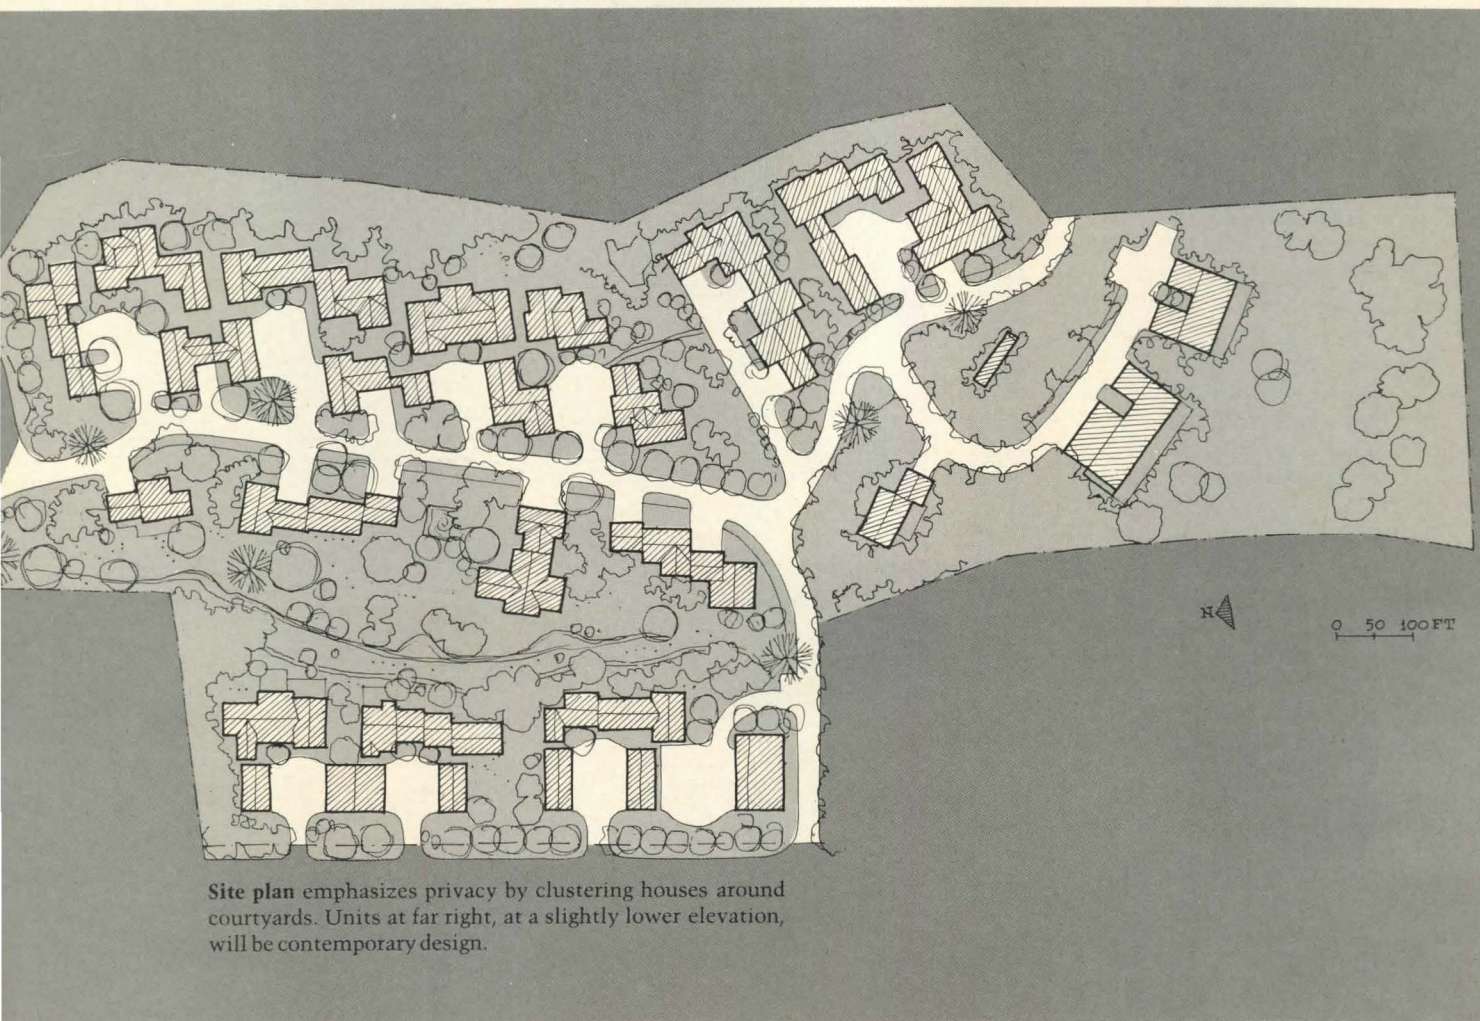 N
0 50 100 FT
Site plan emphasizes privacy by clustering houses around
courtyards. Units at far right, at a slightly lower elevation,
will be contemporary design.